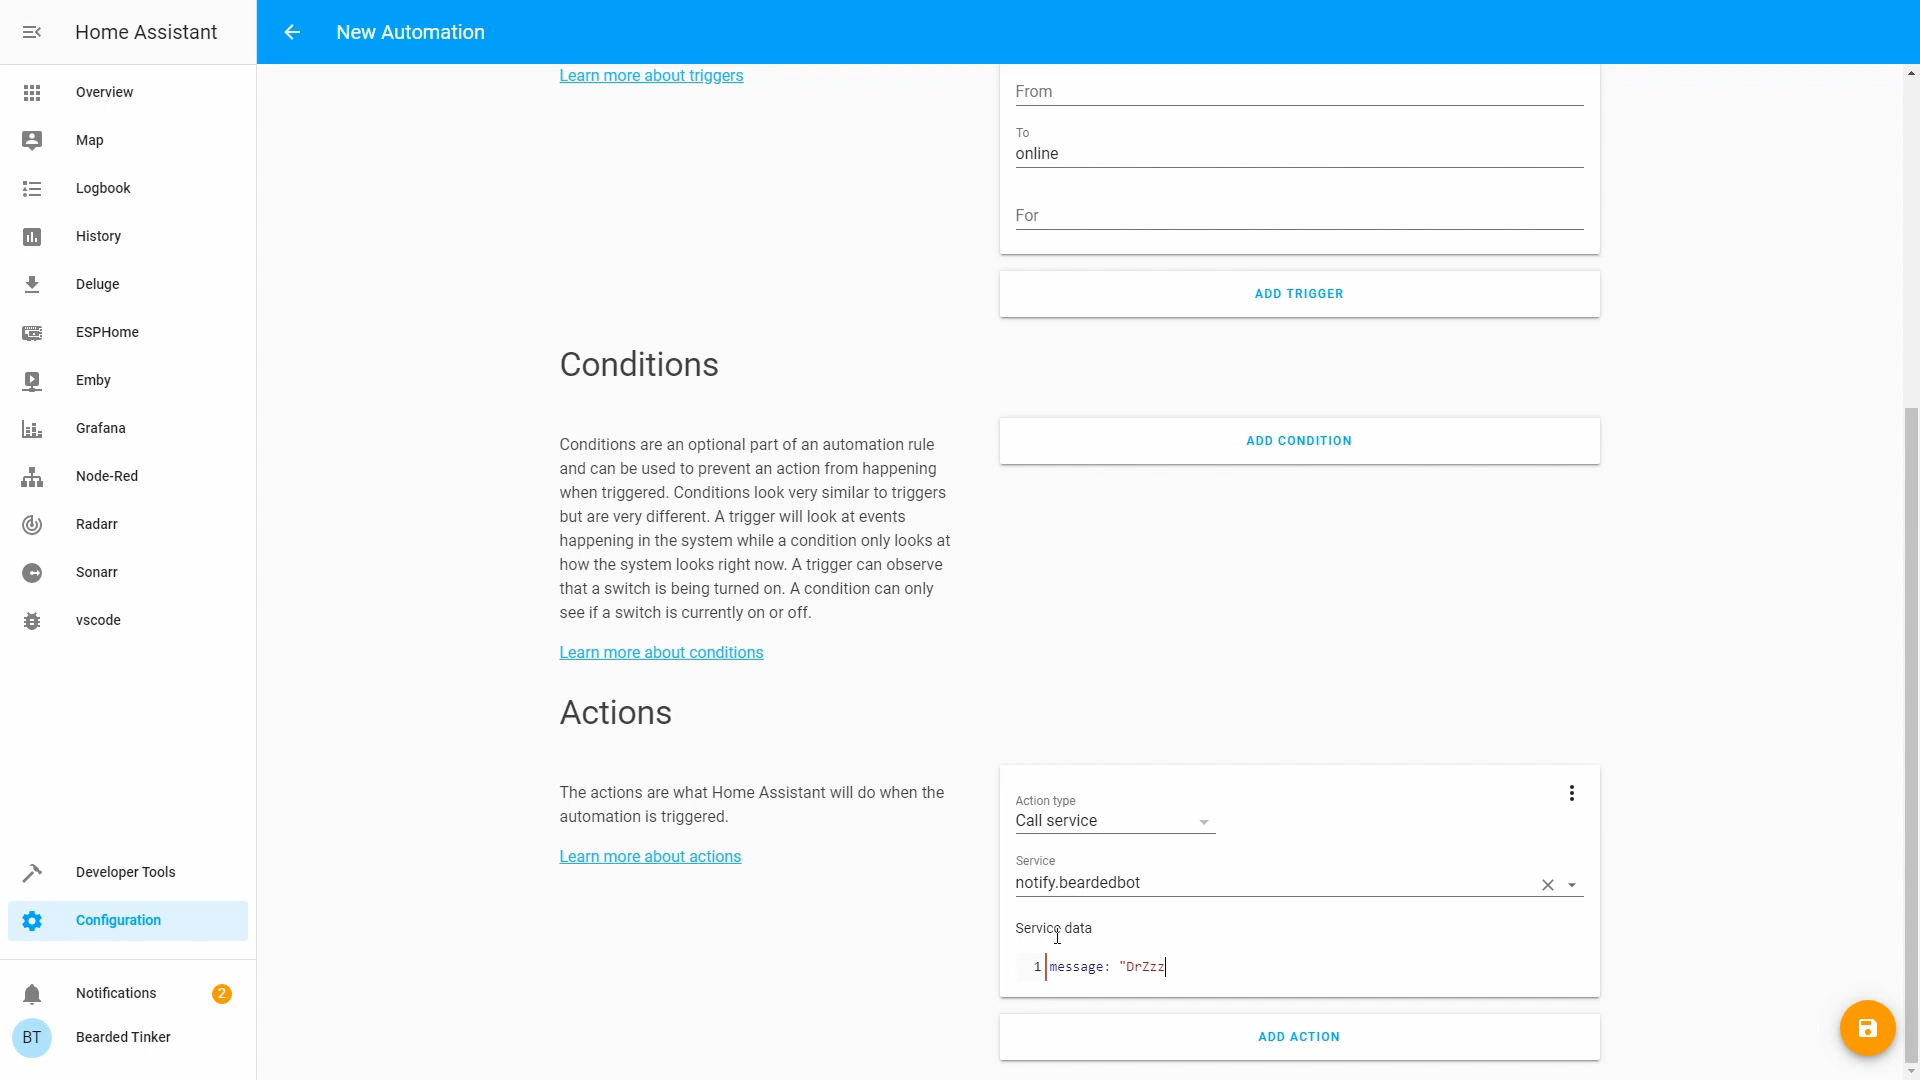 Home Assistant
New Automation
Overview
Map
Logbook
History
Deluge
ESPHome
Emby
Grafana
Node-Red
Radarr
Sonarr
vscode
Developer Tools
Configuration
Notifications
2
BT
Bearded Tinker
Learn more about triggers
From
To
online
For
ADD TRIGGER
Conditions
Conditions are an optional part of an automation rule
and can be used to prevent an action from happening
when triggered. Conditions look very similar to triggers
but are very different. A trigger will look at events
happening in the system while a condition only looks at
how the system looks right now. A trigger can observe
that a switch is being turned on. A condition can only
see if a switch is currently on or off.
Learn more about conditions
ADD CONDITION
Actions
The actions are what Home Assistant will do when the
automation is triggered.
Learn more about actions
Action type
Call service
Service
notify.beardedbot
Service data
1 message: "DrZzz
ADD ACTION